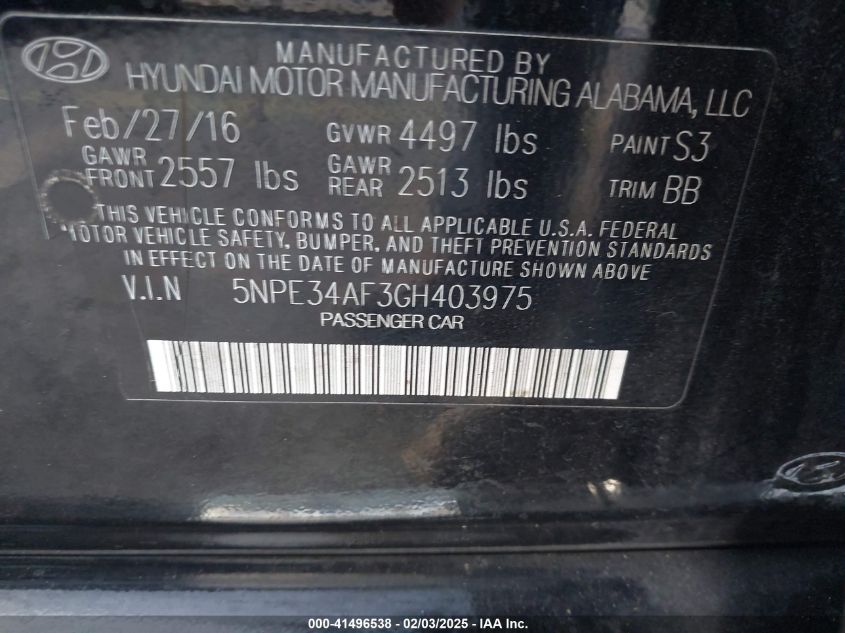 MANUFACTURED BY
HYUNDAI MOTOR MANUFACTURING ALABAMA, LLC
Feb/27/16 GVWR 4497 lbs PAINT S3
GAWR FRONT 2557 lbs GAWR REAR 2513 lbs TRIM BB
THIS VEHICLE CONFORMS TO ALL APPLICABLE U.S.A. FEDERAL
MOTOR VEHICLE SAFETY, BUMPER, AND THEFT PREVENTION STANDARDS
IN EFFECT ON THE DATE OF MANUFACTURE SHOWN ABOVE
V.I.N 5NPE34AF3GH403975
PASSENGER CAR
000-41496538 - 02/03/2025 - IAA Inc.